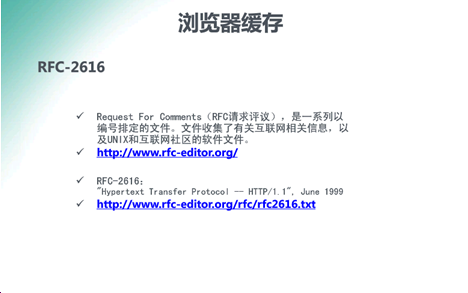 浏览器缓存
RFC-2616
✓ Request For Comments（RFC请求评议），是一系列以
编号排定的文件。文件收集了有关互联网相关信息，以
及UNIX和互联网社区的软件文件。
✓ http://www.rfc-editor.org/
✓ RFC-2616：
"Hypertext Transfer Protocol -- HTTP/1.1", June 1999
✓ http://www.rfc-editor.org/rfc/rfc2616.txt